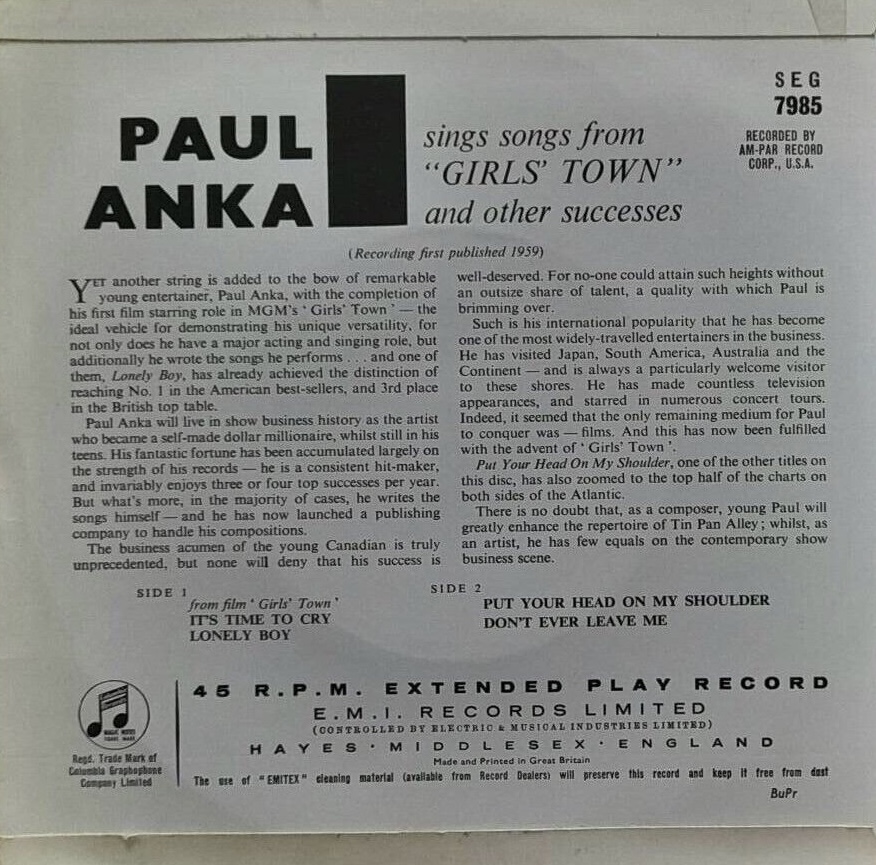 PAUL
ANKA
sings songs from
“GIRLS’ TOWN”
and other successes
SEG
7985
RECORDED BY
AM-PAR RECORD
CORP., U.S.A.
(Recording first published 1959)
YET another string is added to the bow of remarkable
young entertainer, Paul Anka, with the completion of
his first film starring role in MGM's ‘ Girls’ Town ’ — the
ideal vehicle for demonstrating his unique versatility, for
not only does he have a major acting and singing role, but
additionally he wrote the songs he performs . . . and one of
them, Lonely Boy, has already achieved the distinction of
reaching No. 1 in the American best-sellers, and 3rd place
in the British top table.
Paul Anka will live in show business history as the artist
who became a self-made dollar millionaire, whilst still in his
teens. His fantastic fortune has been accumulated largely on
the strength of his records — he is a consistent hit-maker,
and invariably enjoys three or four top successes per year.
But what's more, in the majority of cases, he writes the
songs himself — and he has now launched a publishing
company to handle his compositions.
The business acumen of the young Canadian is truly
unprecedented, but none will deny that his success is
well-deserved. For no-one could attain such heights without
an outsize share of talent, a quality with which Paul is
brimming over.
Such is his international popularity that he has become
one of the most widely-travelled entertainers in the business.
He has visited Japan, South America, Australia and the
Continent — and is always a particularly welcome visitor
to these shores. He has made countless television
appearances, and starred in numerous concert tours.
Indeed, it seemed that the only remaining medium for Paul
to conquer was — films. And this has now been fulfilled
with the advent of ‘ Girls’ Town ’.
Put Your Head On My Shoulder, one of the other titles on
this disc, has also zoomed to the top half of the charts on
both sides of the Atlantic.
There is no doubt that, as a composer, young Paul will
greatly enhance the repertoire of Tin Pan Alley ; whilst, as
an artist, he has few equals on the contemporary show
business scene.
SIDE 1
from film ‘ Girls’ Town ’
IT'S TIME TO CRY
LONELY BOY
SIDE 2
PUT YOUR HEAD ON MY SHOULDER
DON'T EVER LEAVE ME
MAGIC NOTES
TRADE MARK
Regd. Trade Mark of
Columbia Graphophone
Company Limited
45 R.P.M. EXTENDED PLAY RECORD
E.M.I. RECORDS LIMITED
(CONTROLLED BY ELECTRIC & MUSICAL INDUSTRIES LIMITED)
HAYES · MIDDLESEX · ENGLAND
Made and Printed in Great Britain
The use of “EMITEX” cleaning material (available from Record Dealers) will preserve this record and keep it free from dust
BuPr